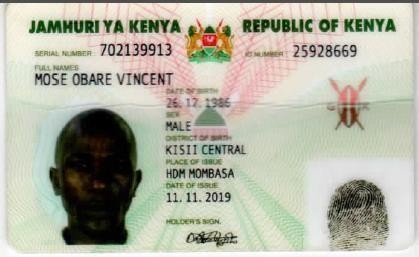 JAMHURI YA KENYA REPUBLIC OF KENYA
SERIAL NUMBER: 702139913 ID NUMBER: 25928669
FULL NAMES
MOSE OBARE VINCENT
DATE OF BIRTH
26. 12. 1986
SEX
MALE
DISTRICT OF BIRTH
KISII CENTRAL
PLACE OF ISSUE
HDM MOMBASA
DATE OF ISSUE
11. 11. 2019
HOLDER'S SIGN.